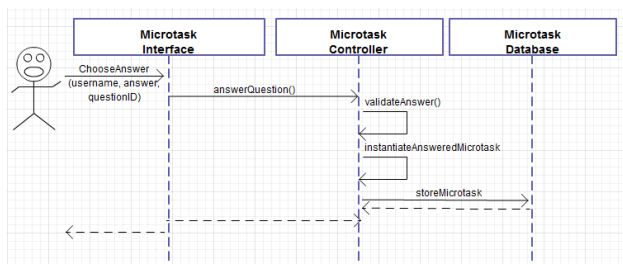 Microtask
Interface
Microtask
Controller
Microtask
Database
ChooseAnswer
(username, answer,
questionID)
answerQuestion()
validateAnswer()
instantiateAnsweredMicrotask
storeMicrotask